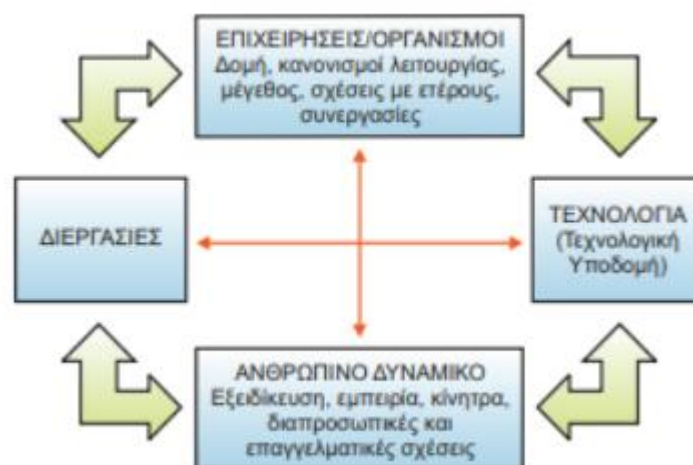 ΕΠΙΧΕΙΡΗΣΕΙΣ/ΟΡΓΑΝΙΣΜΟΙ
Δομή, κανονισμοί λειτουργίας,
μέγεθος, σχέσεις με ετέρους,
συνεργασίες
ΔΙΕΡΓΑΣΙΕΣ
ΤΕΧΝΟΛΟΓΙΑ
(Τεχνολογική
Υποδομή)
ΑΝΘΡΩΠΙΝΟ ΔΥΝΑΜΙΚΟ
Εξειδίκευση, εμπειρία, κίνητρα,
διαπροσωπικές και
επαγγελματικές σχέσεις